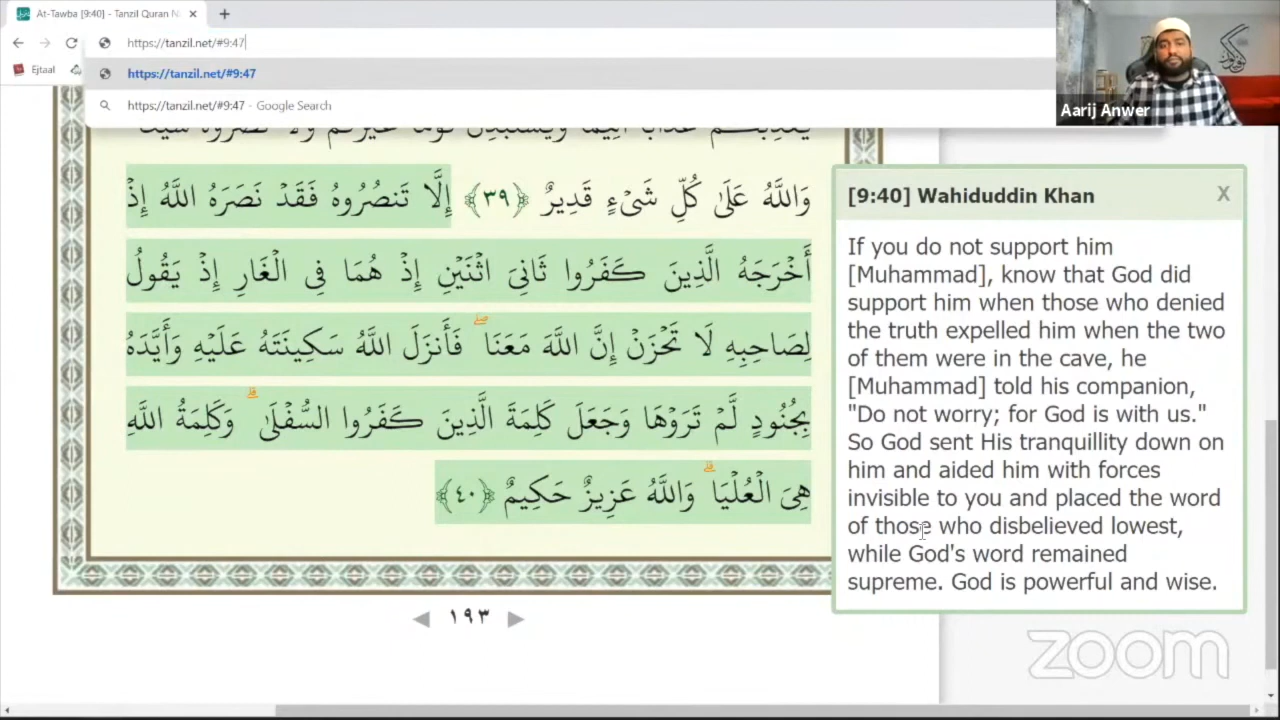 At-Tawba [9:40] - Tanzil Quran N
https://tanzil.net/#9:47
Ejtaal
https://tanzil.net/#9:47
https://tanzil.net/#9:47 - Google Search
Aarij Anwer
وَاللَّهُ عَلَىٰ كُلِّ شَىْءٍ قَدِيرٌ ﴿٣٩﴾ إِلَّا تَنصُرُوهُ فَقَدْ نَصَرَهُ اللَّهُ إِذْ
أَخْرَجَهُ الَّذِينَ كَفَرُوا ثَانِىَ اثْنَيْنِ إِذْ هُمَا فِى الْغَارِ إِذْ يَقُولُ
لِصَاحِبِهِ لَا تَحْزَنْ إِنَّ اللَّهَ مَعَنَا ۖ فَأَنزَلَ اللَّهُ سَكِينَتَهُ عَلَيْهِ وَأَيَّدَهُ
بِجُنُودٍ لَّمْ تَرَوْهَا وَجَعَلَ كَلِمَةَ الَّذِينَ كَفَرُوا السُّفْلَىٰ ۗ وَكَلِمَةُ اللَّهِ
هِىَ الْعُلْيَا ۗ وَاللَّهُ عَزِيزٌ حَكِيمٌ ﴿٤٠﴾
١٩٣
[9:40] Wahiduddin Khan X
If you do not support him
[Muhammad], know that God did
support him when those who denied
the truth expelled him when the two
of them were in the cave, he
[Muhammad] told his companion,
"Do not worry; for God is with us."
So God sent His tranquillity down on
him and aided him with forces
invisible to you and placed the word
of those who disbelieved lowest,
while God's word remained
supreme. God is powerful and wise.
zoom